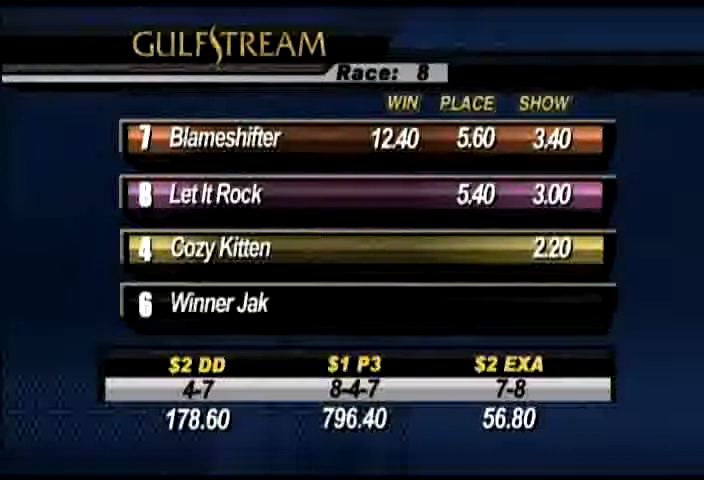 GULFSTREAM
Race: 8
WIN PLACE SHOW
7 Blameshifter 12.40 5.60 3.40
8 Let It Rock 5.40 3.00
4 Cozy Kitten 2.20
6 Winner Jak
$2 DD $1 P3 $2 EXA
4-7 8-4-7 7-8
178.60 796.40 56.80